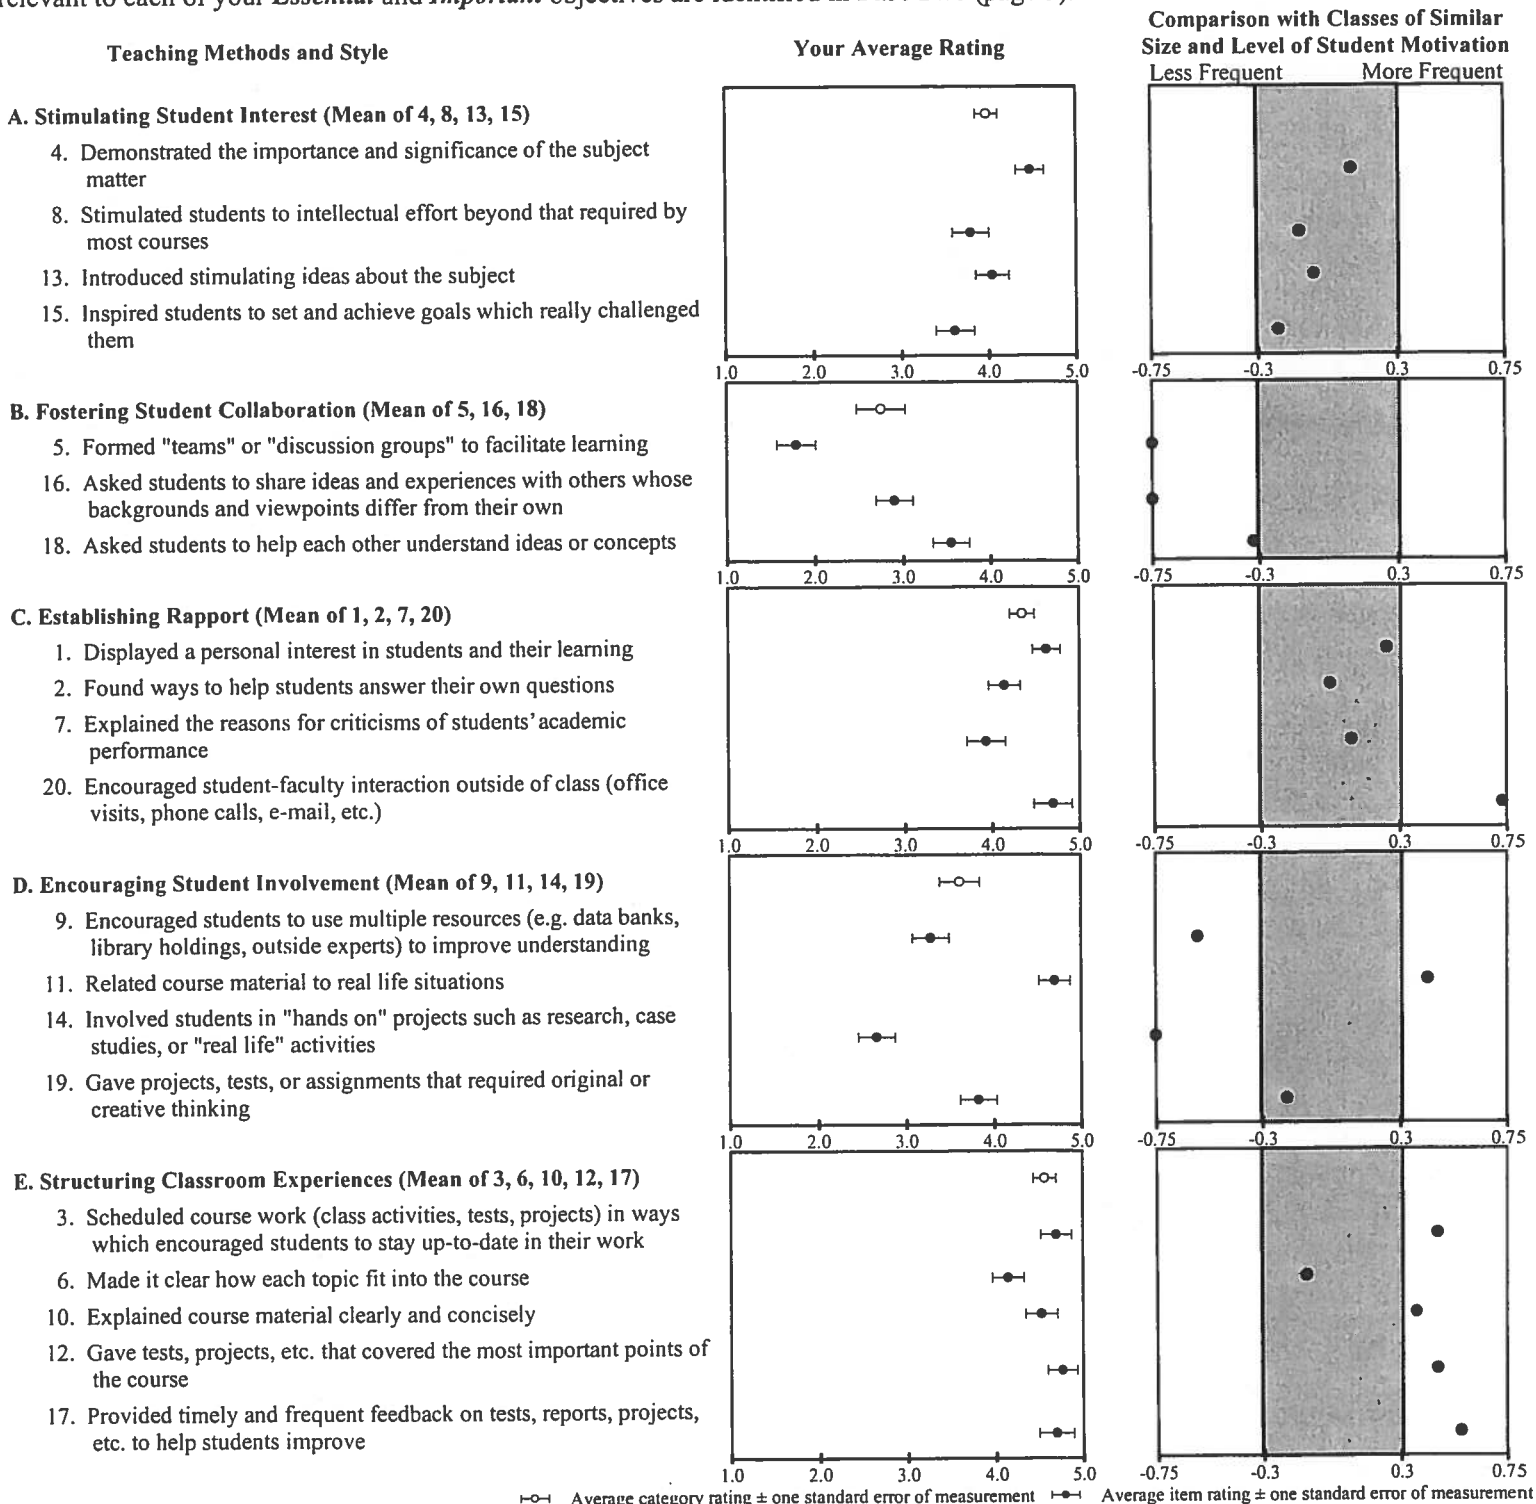 Teaching Methods and Style
Your Average Rating
Comparison with Classes of Similar
Size and Level of Student Motivation
Less Frequent More Frequent
A. Stimulating Student Interest (Mean of 4, 8, 13, 15)
4. Demonstrated the importance and significance of the subject
matter
8. Stimulated students to intellectual effort beyond that required by
most courses
13. Introduced stimulating ideas about the subject
15. Inspired students to set and achieve goals which really challenged
them
1.0 2.0 3.0 4.0 5.0 -0.75 -0.3 0.3 0.75
B. Fostering Student Collaboration (Mean of 5, 16, 18)
5. Formed "teams" or "discussion groups" to facilitate learning
16. Asked students to share ideas and experiences with others whose
backgrounds and viewpoints differ from their own
18. Asked students to help each other understand ideas or concepts
1.0 2.0 3.0 4.0 5.0 -0.75 -0.3 0.3 0.75
C. Establishing Rapport (Mean of 1, 2, 7, 20)
1. Displayed a personal interest in students and their learning
2. Found ways to help students answer their own questions
7. Explained the reasons for criticisms of students' academic
performance
20. Encouraged student-faculty interaction outside of class (office
visits, phone calls, e-mail, etc.)
1.0 2.0 3.0 4.0 5.0 -0.75 -0.3 0.3 0.75
D. Encouraging Student Involvement (Mean of 9, 11, 14, 19)
9. Encouraged students to use multiple resources (e.g. data banks,
library holdings, outside experts) to improve understanding
11. Related course material to real life situations
14. Involved students in "hands on" projects such as research, case
studies, or "real life" activities
19. Gave projects, tests, or assignments that required original or
creative thinking
1.0 2.0 3.0 4.0 5.0 -0.75 -0.3 0.3 0.75
E. Structuring Classroom Experiences (Mean of 3, 6, 10, 12, 17)
3. Scheduled course work (class activities, tests, projects) in ways
which encouraged students to stay up-to-date in their work
6. Made it clear how each topic fit into the course
10. Explained course material clearly and concisely
12. Gave tests, projects, etc. that covered the most important points of
the course
17. Provided timely and frequent feedback on tests, reports, projects,
etc. to help students improve
1.0 2.0 3.0 4.0 5.0 -0.75 -0.3 0.3 0.75
Average category rating ± one standard error of measurement Average item rating ± one standard error of measurement